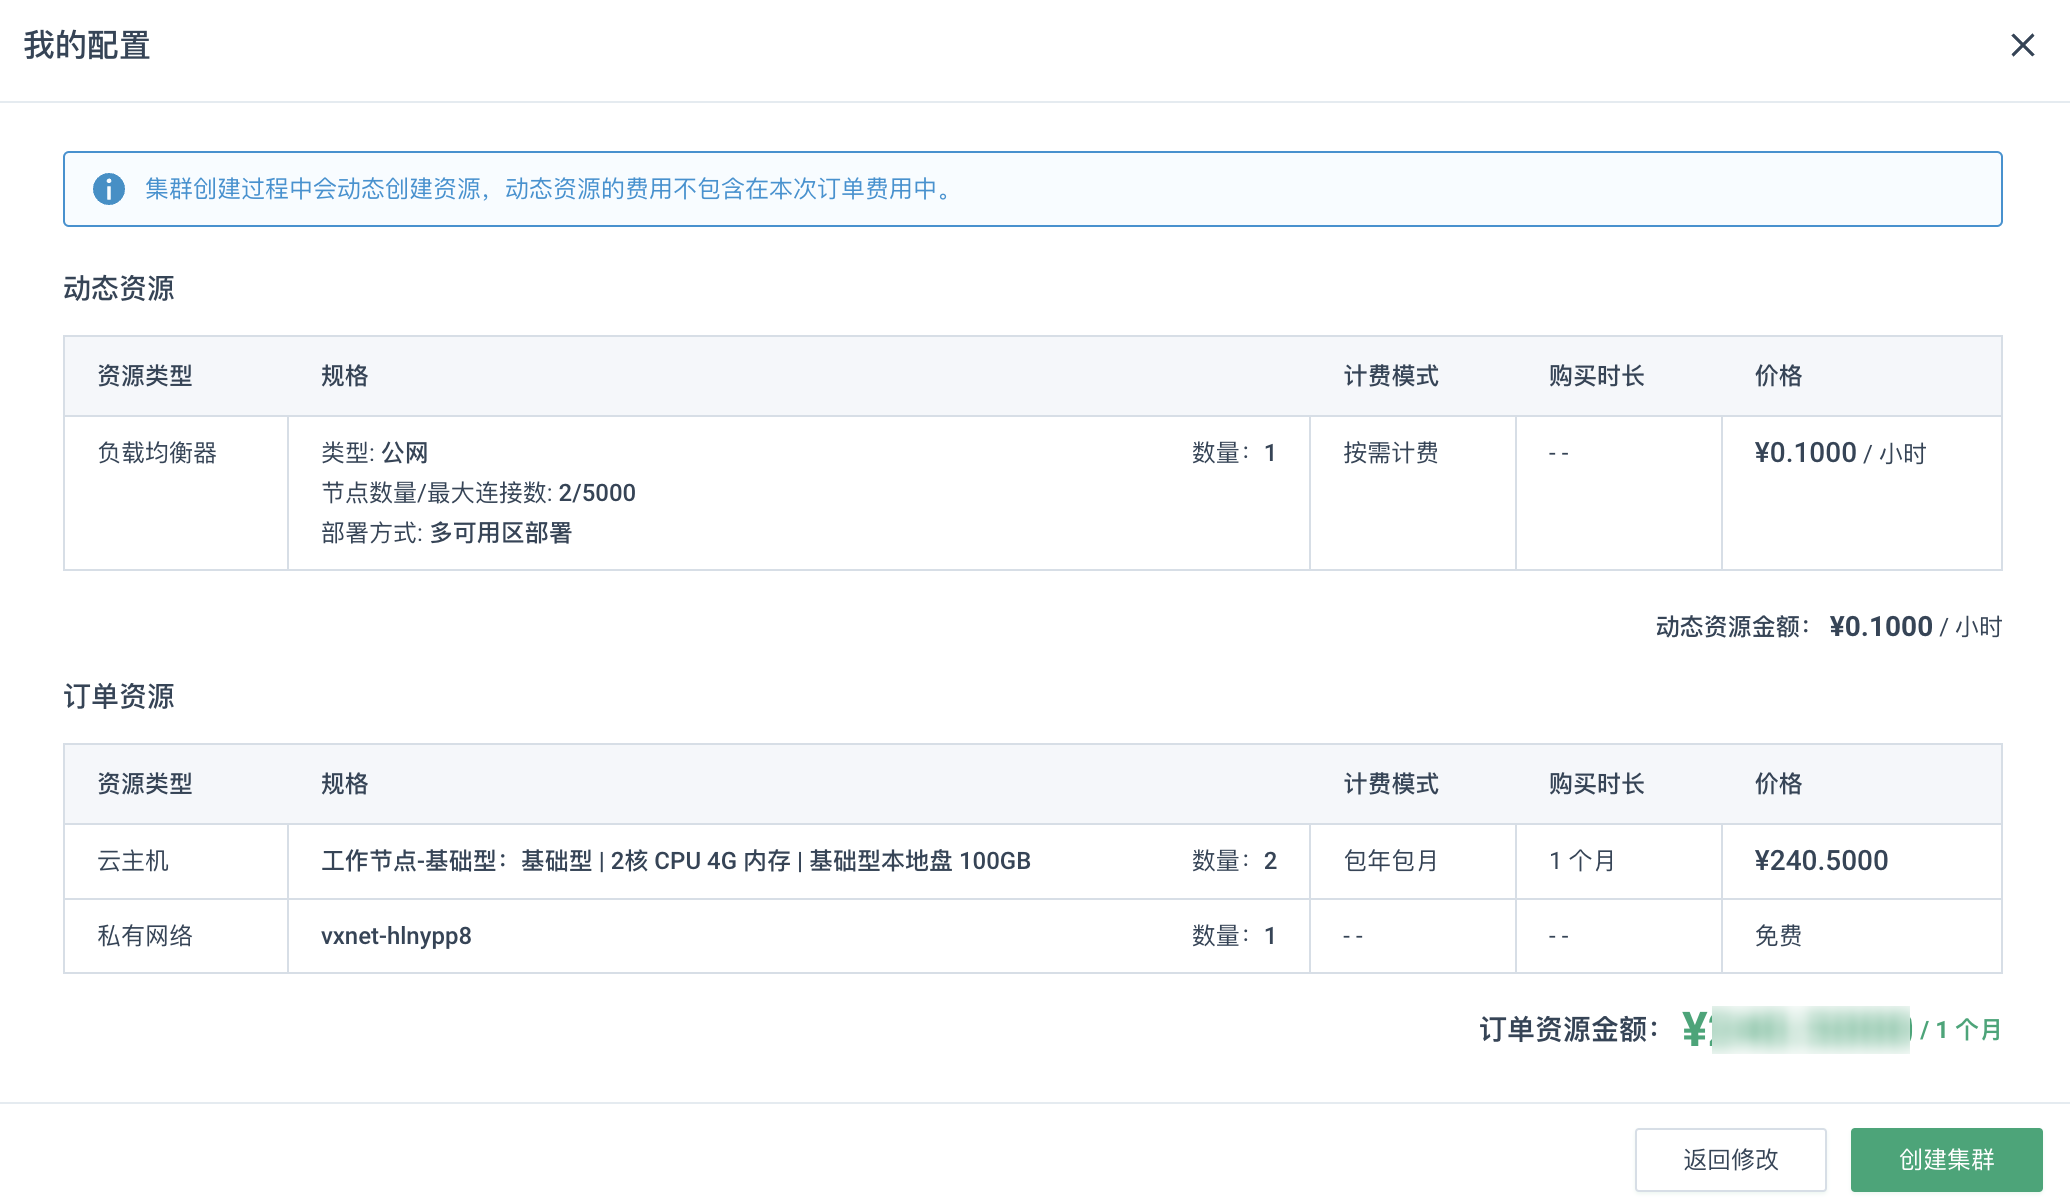 我的配置
集群创建过程中会动态创建资源，动态资源的费用不包含在本次订单费用中。
动态资源
资源类型 规格 计费模式 购买时长 价格
负载均衡器 类型: 公网 数量：1 按需计费 -- ¥0.1000 / 小时
节点数量/最大连接数: 2/5000
部署方式: 多可用区部署
动态资源金额： ¥0.1000 / 小时
订单资源
资源类型 规格 计费模式 购买时长 价格
云主机 工作节点-基础型：基础型 | 2核 CPU 4G 内存 | 基础型本地盘 100GB 数量：2 包年包月 1 个月 ¥240.5000
私有网络 vxnet-hlnypp8 数量：1 -- -- 免费
订单资源金额： ¥ / 1 个月
返回修改 创建集群